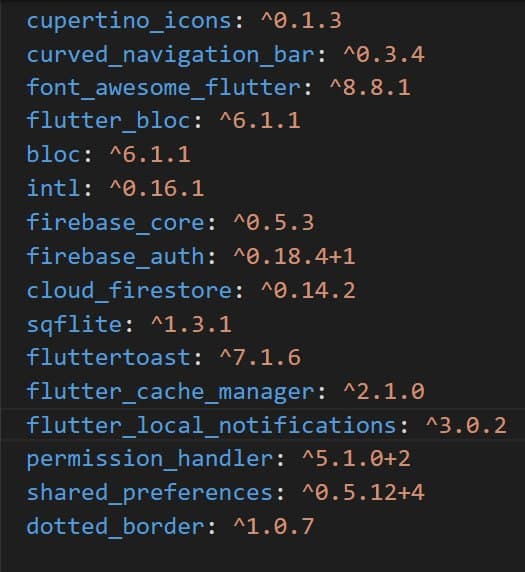 cupertino_icons: ^0.1.3
curved_navigation_bar: ^0.3.4
font_awesome_flutter: ^8.8.1
flutter_bloc: ^6.1.1
bloc: ^6.1.1
intl: ^0.16.1
firebase_core: ^0.5.3
firebase_auth: ^0.18.4+1
cloud_firestore: ^0.14.2
sqflite: ^1.3.1
fluttertoast: ^7.1.6
flutter_cache_manager: ^2.1.0
flutter_local_notifications: ^3.0.2
permission_handler: ^5.1.0+2
shared_preferences: ^0.5.12+4
dotted_border: ^1.0.7